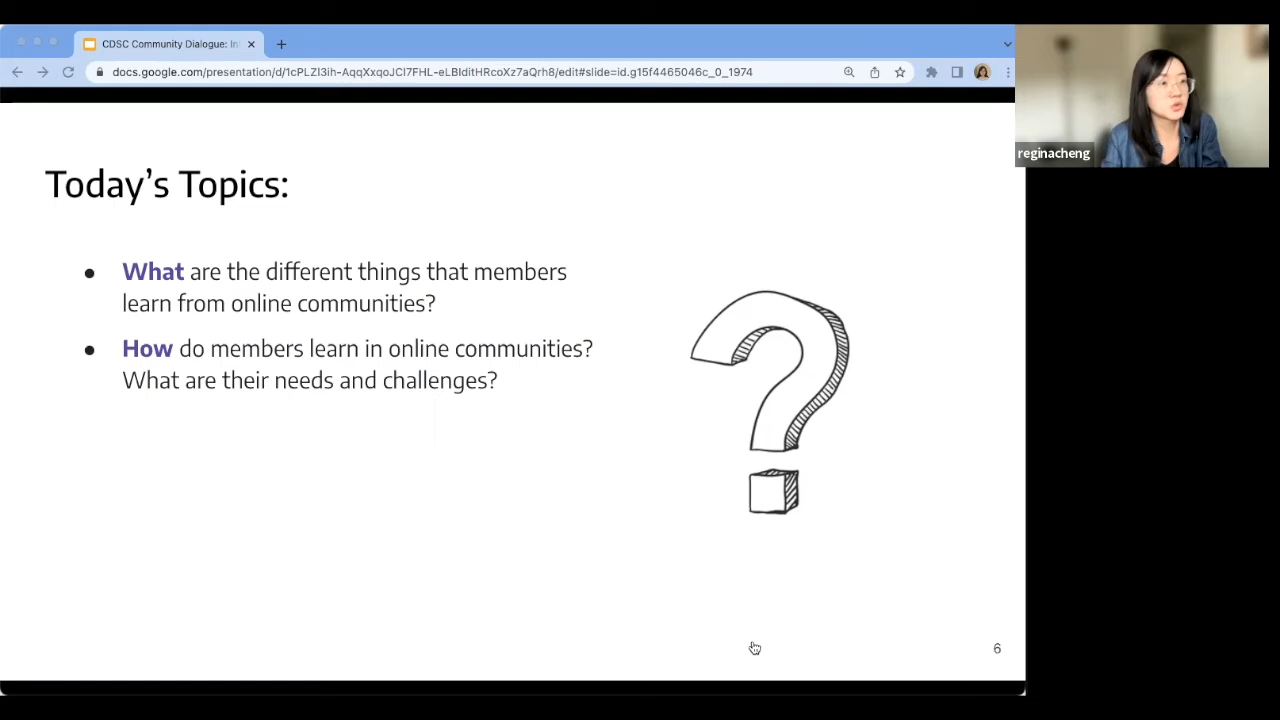 CDSC Community Dialogue: In
docs.google.com/presentation/d/1cPLZl3ih-AqqXxqoJCl7FHL-eLBIditHRcoXz7aQrh8/edit#slide=id.g15f4465046c_0_1974
reginacheng
Today's Topics:
● What are the different things that members
learn from online communities?
● How do members learn in online communities?
What are their needs and challenges?
?
6